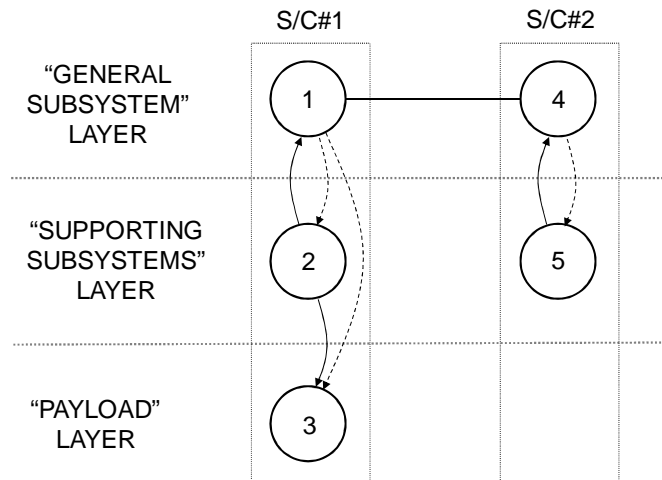 S/C#1
S/C#2
“GENERAL
SUBSYSTEM”
LAYER
1
4
“SUPPORTING
SUBSYSTEMS”
LAYER
2
5
“PAYLOAD”
LAYER
3